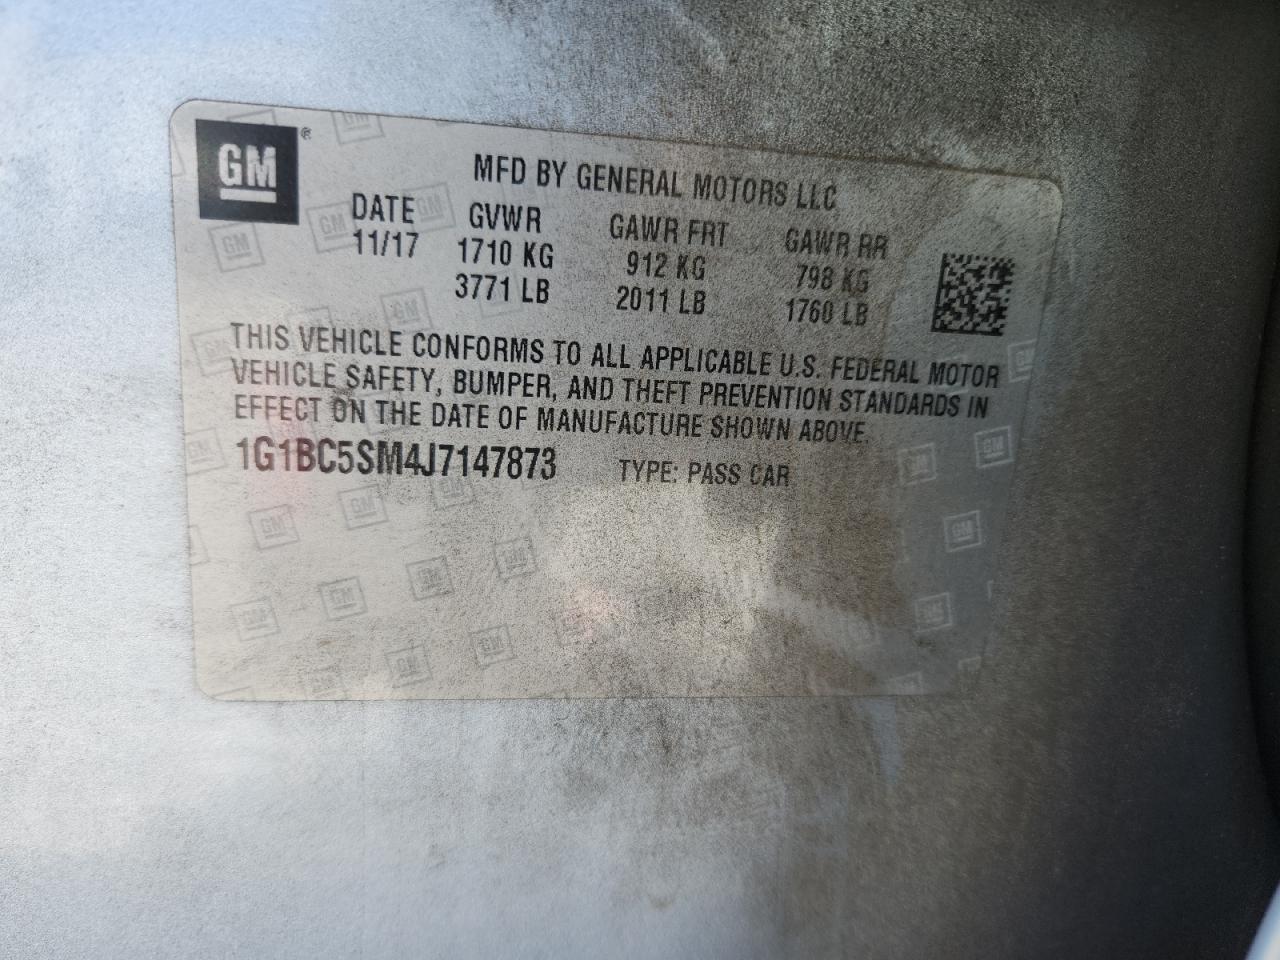 GM®
MFD BY GENERAL MOTORS LLC
DATE GVWR GAWR FRT GAWR RR
11/17 1710 KG 912 KG 798 KG
3771 LB 2011 LB 1760 LB
THIS VEHICLE CONFORMS TO ALL APPLICABLE U.S. FEDERAL MOTOR
VEHICLE SAFETY, BUMPER, AND THEFT PREVENTION STANDARDS IN
EFFECT ON THE DATE OF MANUFACTURE SHOWN ABOVE.
1G1BC5SM4J7147873 TYPE: PASS CAR